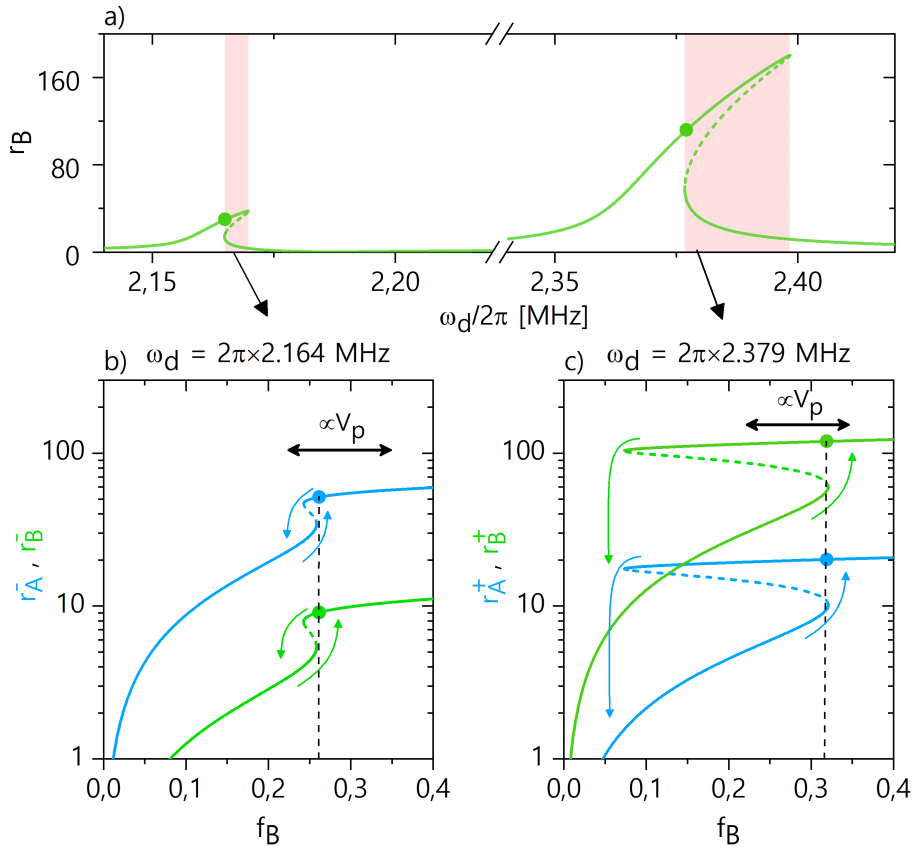 a)
r_B
160
80
0
2,15
2,20
2,35
2,40
ω_d/2π [MHz]
b)
ω_d = 2π×2.164 MHz
∝V_p
r_A^-, r_B^-
100
10
1
0,0
0,1
0,2
0,3
0,4
f_B
c)
ω_d = 2π×2.379 MHz
∝V_p
r_A^+, r_B^+
100
10
1
0,0
0,1
0,2
0,3
0,4
f_B